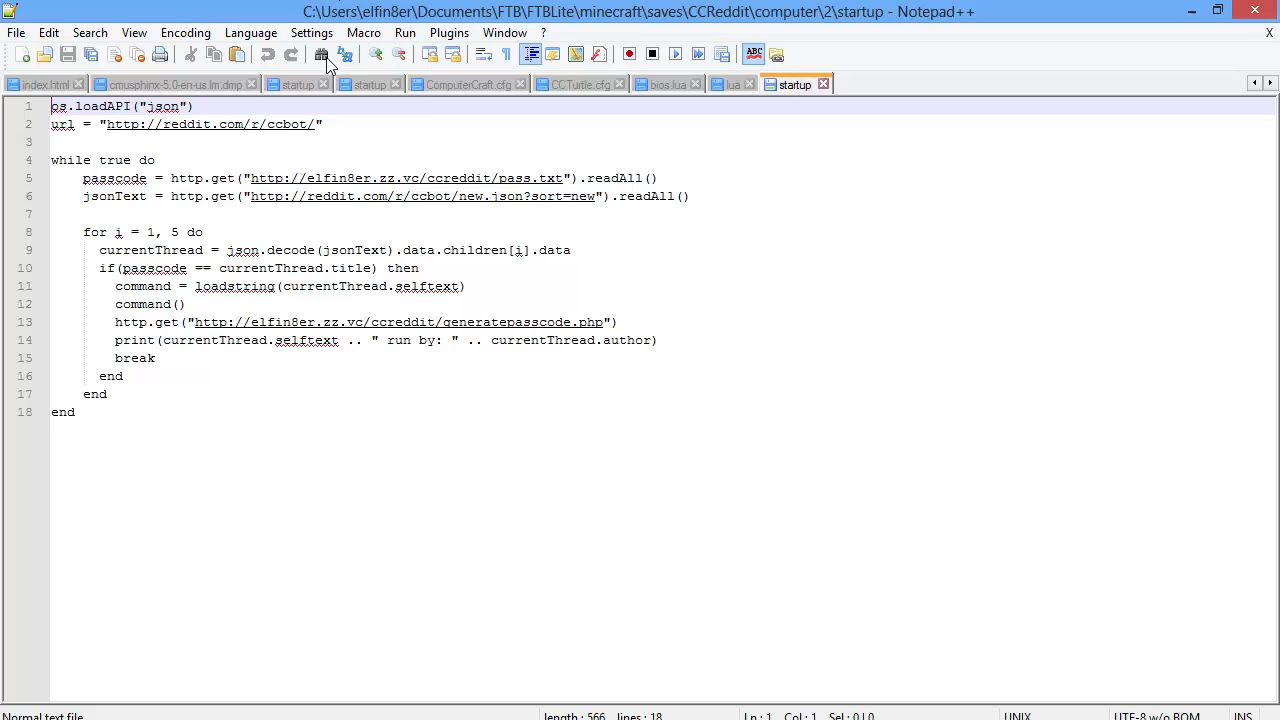 C:\Users\elfin8er\Documents\FTB\FTBLite\minecraft\saves\CCReddit\computer\2\startup - Notepad++
File Edit Search View Encoding Language Settings Macro Run Plugins Window ? X
ABC
index.html cmusphinx-5.0-en-us.lm.dmp startup startup ComputerCraft.cfg CCTurtle.cfg bios.lua lua startup
1 os.loadAPI("json")
2 url = "http://reddit.com/r/ccbot/"
3
4 while true do
5 passcode = http.get("http://elfin8er.zz.vc/ccreddit/pass.txt").readAll()
6 jsonText = http.get("http://reddit.com/r/ccbot/new.json?sort=new").readAll()
7
8 for i = 1, 5 do
9 currentThread = json.decode(jsonText).data.children[i].data
10 if(passcode == currentThread.title) then
11 command = loadstring(currentThread.selftext)
12 command()
13 http.get("http://elfin8er.zz.vc/ccreddit/generatepasscode.php")
14 print(currentThread.selftext .. " run by: " .. currentThread.author)
15 break
16 end
17 end
18 end
Normal text file length : 566 lines : 18 Ln : 1 Col : 1 Sel : 0 | 0 UNIX UTF-8 w/o BOM INS